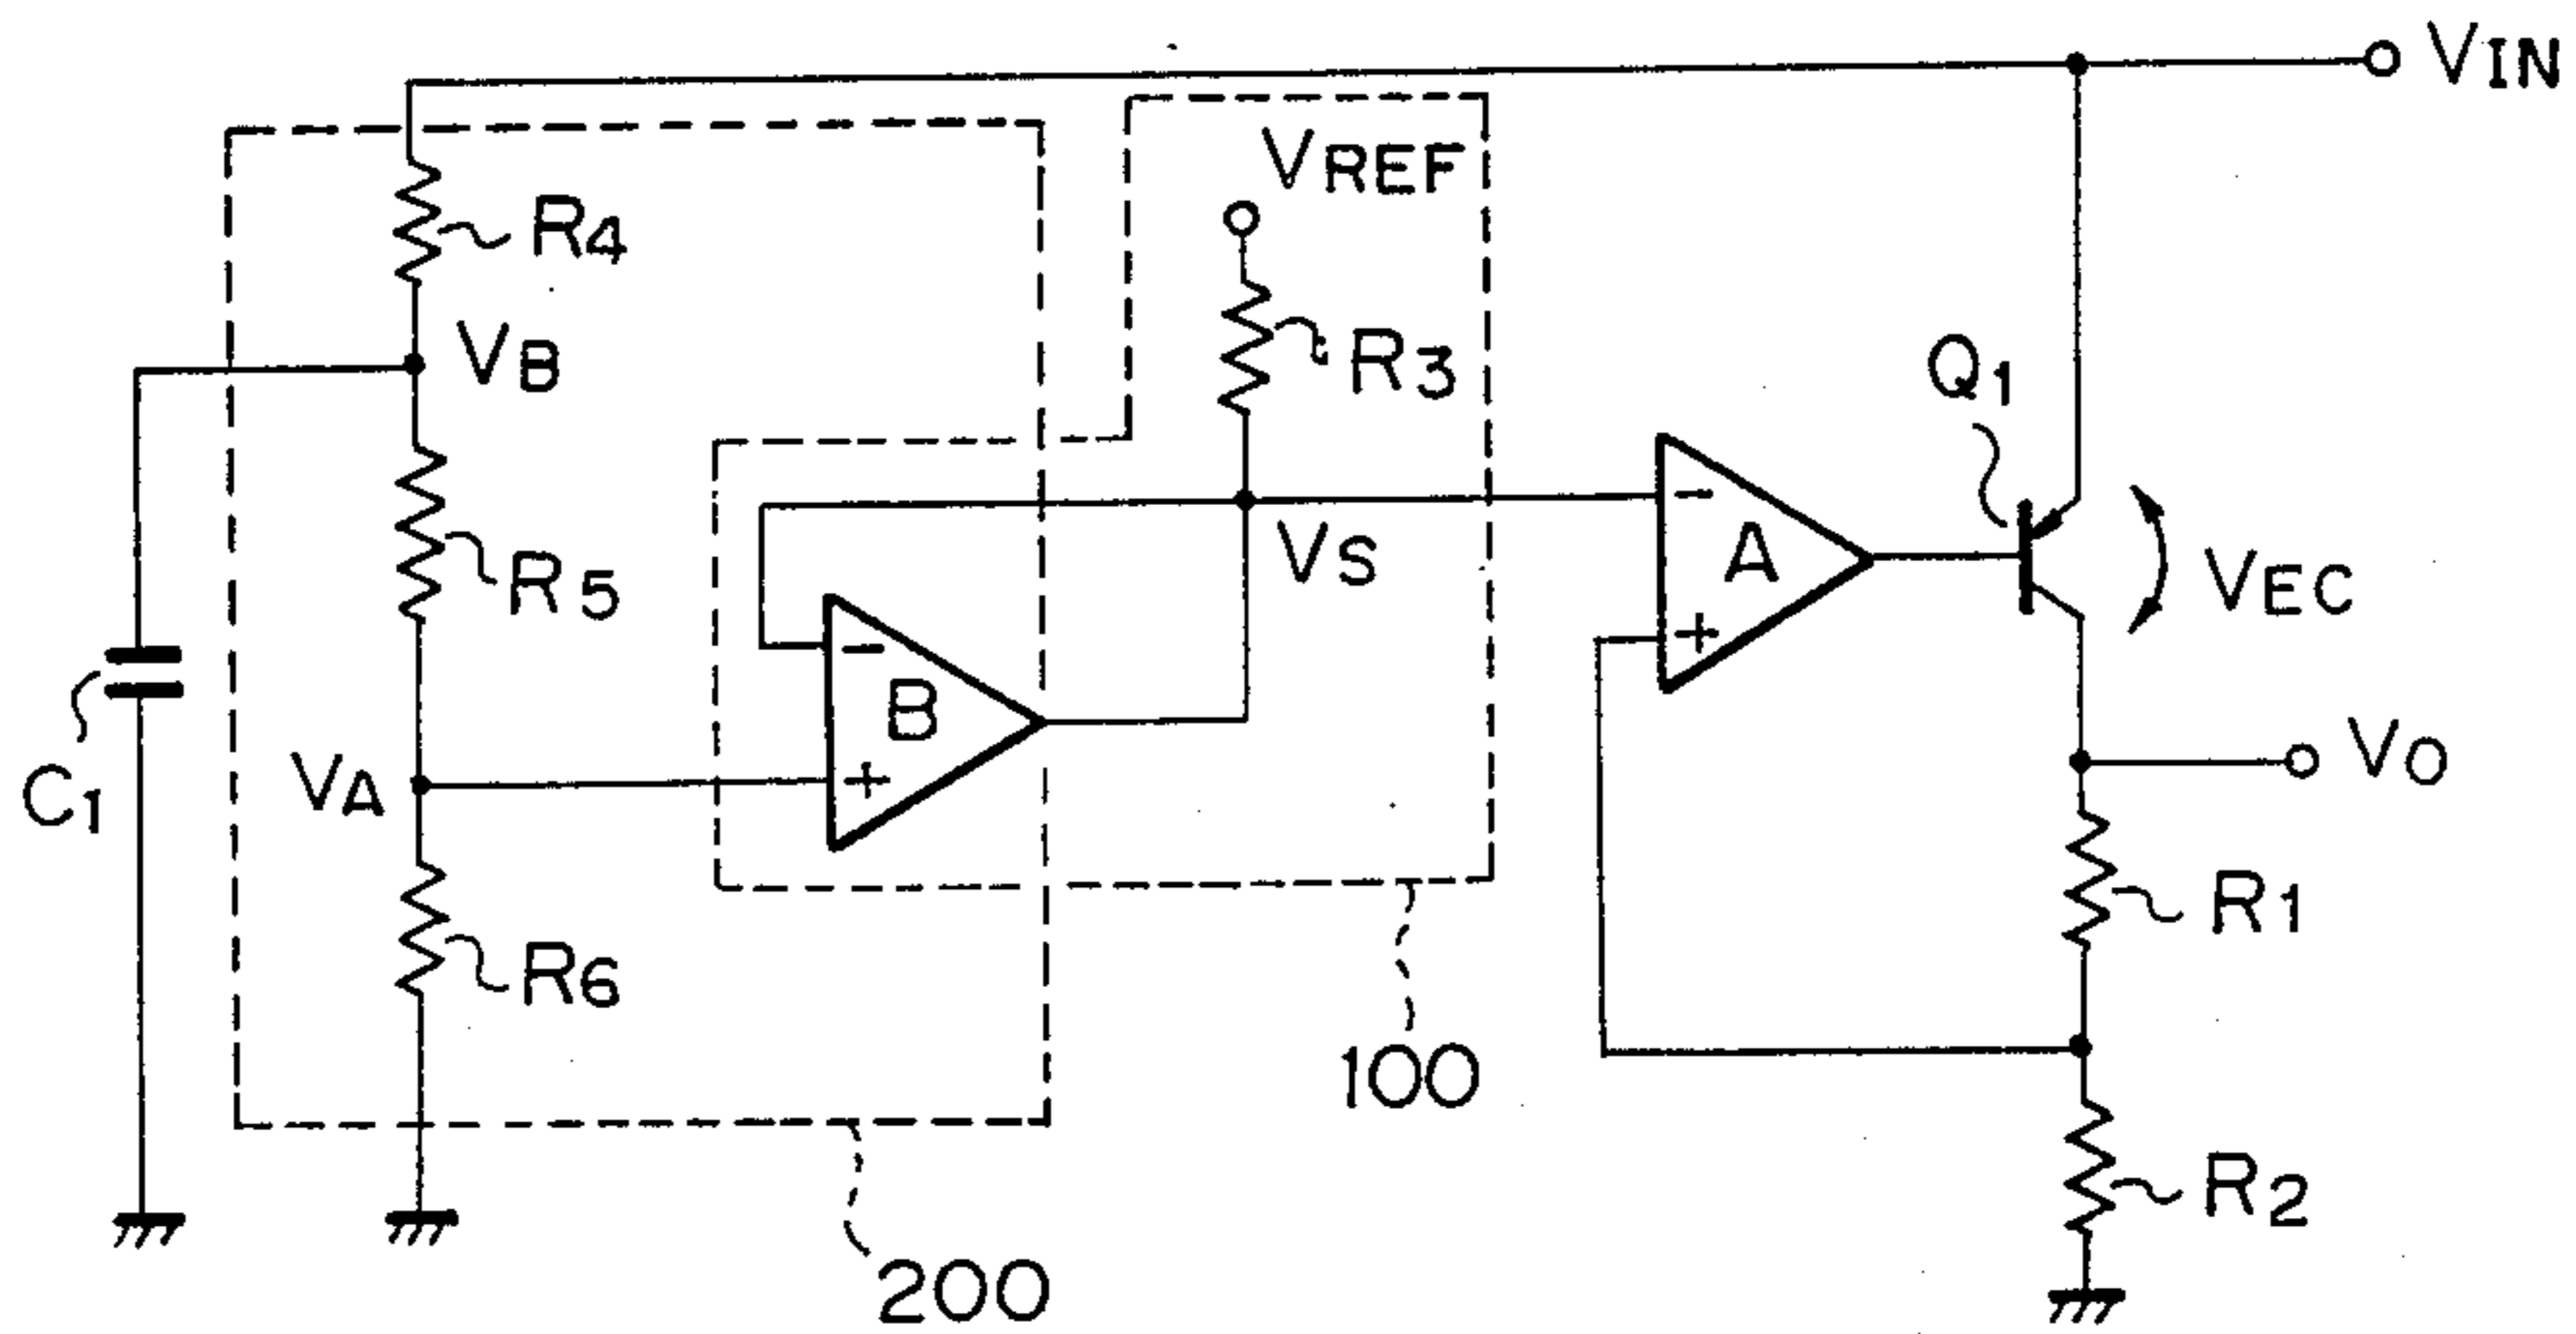 VIN
VREF
R4
VB
R3
Q1
VS
A
-
+
VEC
R5
B
-
+
VA
C1
VO
R1
R6
100
R2
200